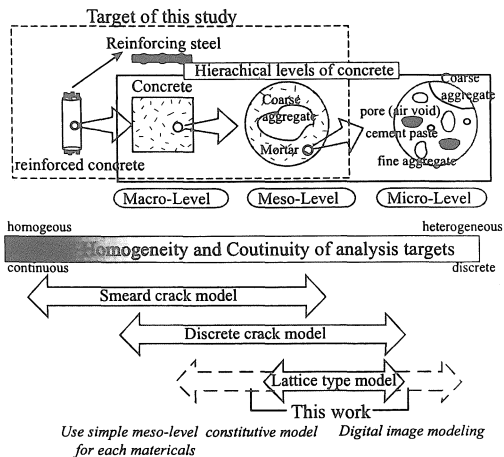 Target of this study
Reinforcing steel
Hierachical levels of concrete
Concrete
Coarse
aggregate
Mortar
Coarse
aggregate
pore (air void)
cement paste
fine aggregate
reinforced concrete
Macro-Level
Meso-Level
Micro-Level
homogeous
heterogeneous
Homogeneity and Coutinuity of analysis targets
continuous
discrete
Smeard crack model
Discrete crack model
Lattice type model
This work
Use simple meso-level constitutive model
for each matericals
Digital image modeling